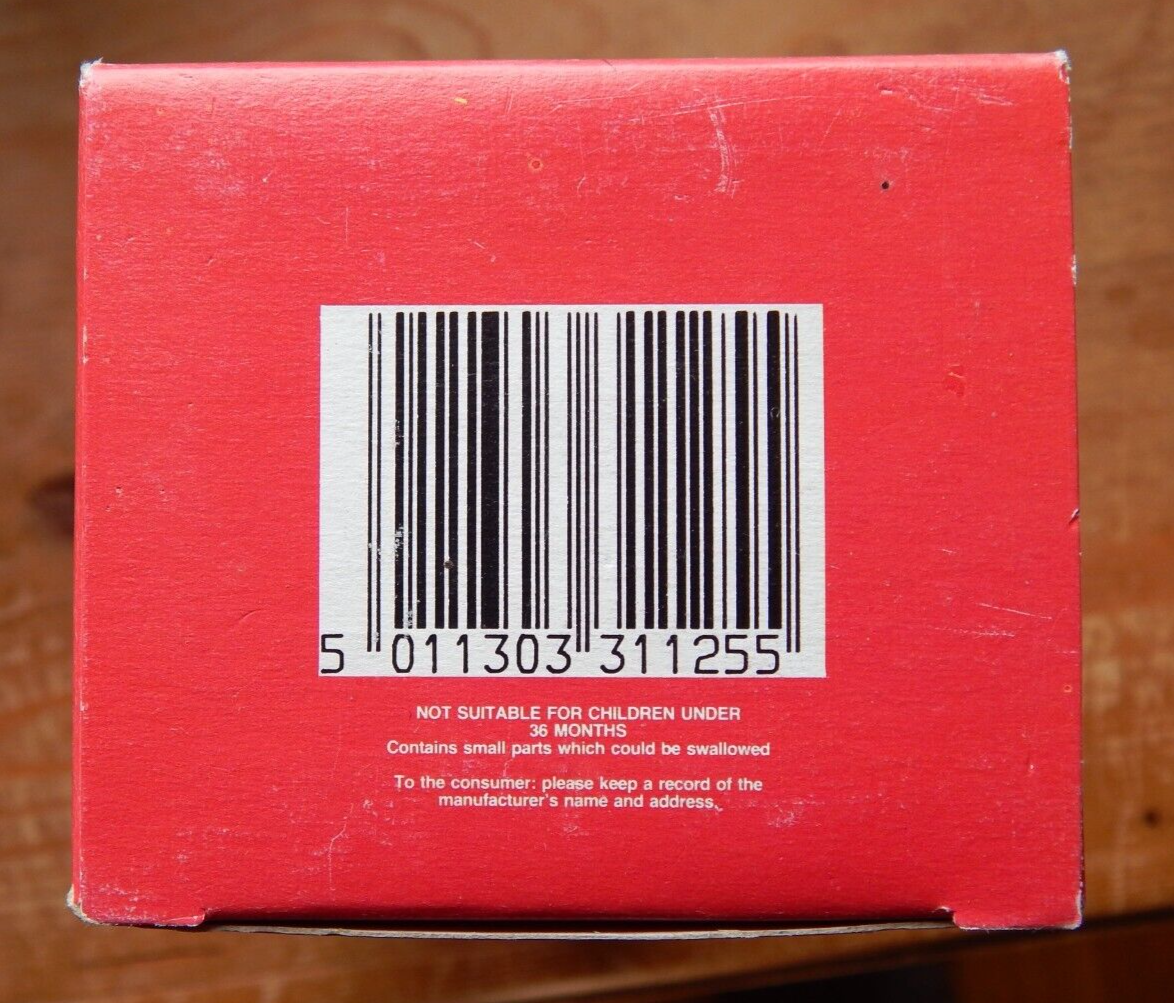 5 011303 311255
NOT SUITABLE FOR CHILDREN UNDER
36 MONTHS
Contains small parts which could be swallowed
To the consumer: please keep a record of the
manufacturer's name and address.